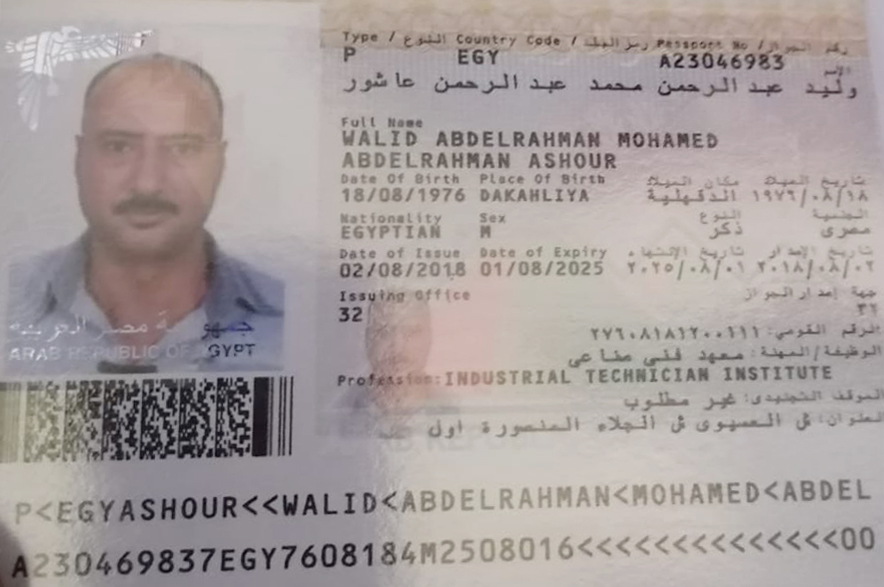 Type / النوع Country Code / رمز البلد Passport No / رقم الجواز
P EGY A23046983
الإسم
وليد عبد الرحمن محمد عبد الرحمن عاشور
Full Name
WALID ABDELRAHMAN MOHAMED
ABDELRAHMAN ASHOUR
Date Of Birth Place Of Birth مكان الميلاد تاريخ الميلاد
18/08/1976 DAKAHLIYA الدقهلية ١٩٧٦/٠٨/١٨
Nationality Sex النوع الجنسية
EGYPTIAN M ذكر مصرى
Date of Issue Date of Expiry تاريخ الإنتهاء تاريخ الإصدار
02/08/2018 01/08/2025 ٢٠٢٥/٠٨/٠١ ٢٠١٨/٠٨/٠٢
Issuing Office جهة إصدار الجواز
32 ٣٢
الرقم القومي: ٢٧٦٠٨١٨١٢٠٠١١١
الوظيفة/المهنة: معهد فنى صناعى
Profession: INDUSTRIAL TECHNICIAN INSTITUTE
الموقف التجنيدى: غير مطلوب
العنوان: ش العيسوى ش الجلاء المنصورة اول
جمهورية مصر العربية
ARAB REPUBLIC OF EGYPT
P<EGYASHOUR<<WALID<ABDELRAHMAN<MOHAMED<ABDEL
A230469837EGY7608184M2508016<<<<<<<<<<<<<<00